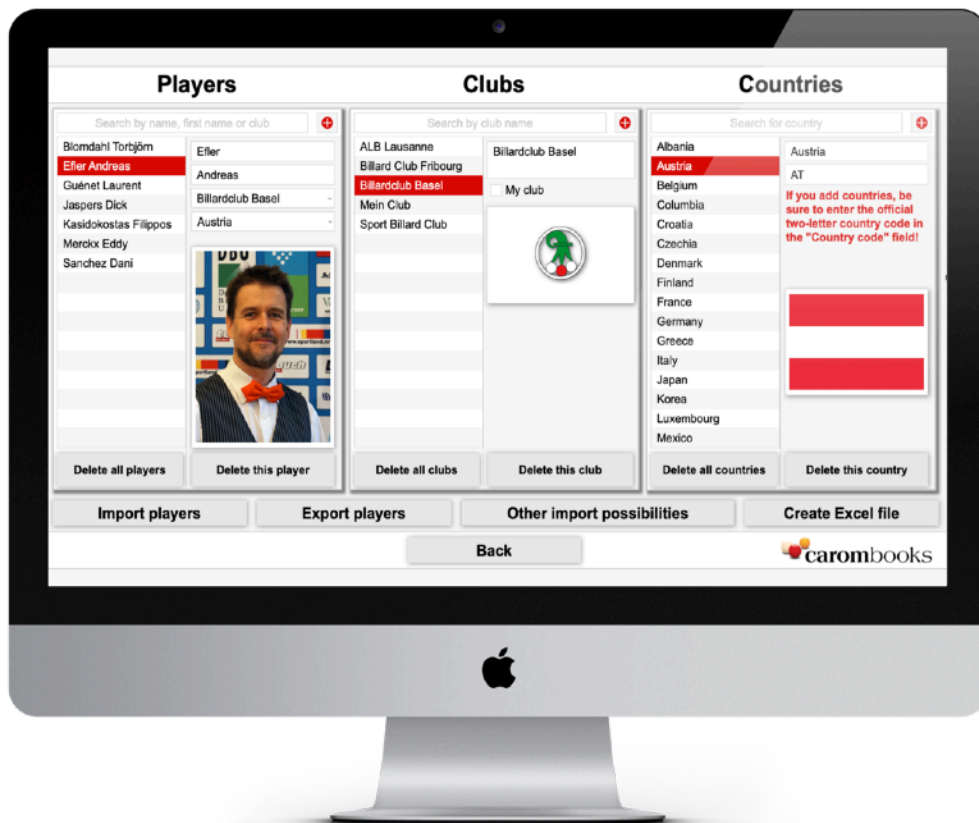 Players
Clubs
Countries
Search by name, first name or club
Search by club name
Search for country
Blomdahl Torbjörn
Efler Andreas
Guénet Laurent
Jaspers Dick
Kasidokostas Filippos
Merckx Eddy
Sanchez Dani
Efler
Andreas
Billardclub Basel
Austria
DBU
www.sportland.
touch
Delete all players
Delete this player
ALB Lausanne
Billard Club Fribourg
Billardclub Basel
Mein Club
Sport Billard Club
Billardclub Basel
My club
Delete all clubs
Delete this club
Albania
Austria
Belgium
Columbia
Croatia
Czechia
Denmark
Finland
France
Germany
Greece
Italy
Japan
Korea
Luxembourg
Mexico
Austria
AT
If you add countries, be
sure to enter the official
two-letter country code in
the "Country code" field!
Delete all countries
Delete this country
Import players
Export players
Other import possibilities
Create Excel file
Back
carombooks